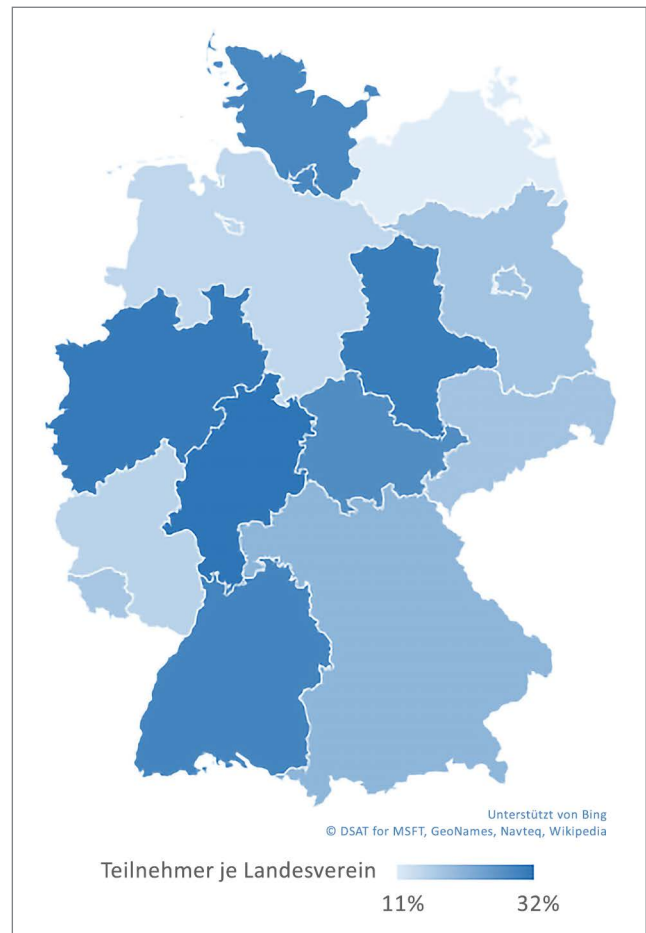 Unterstützt von Bing
© DSAT for MSFT, GeoNames, Navteq, Wikipedia
Teilnehmer je Landesverein
11% 32%